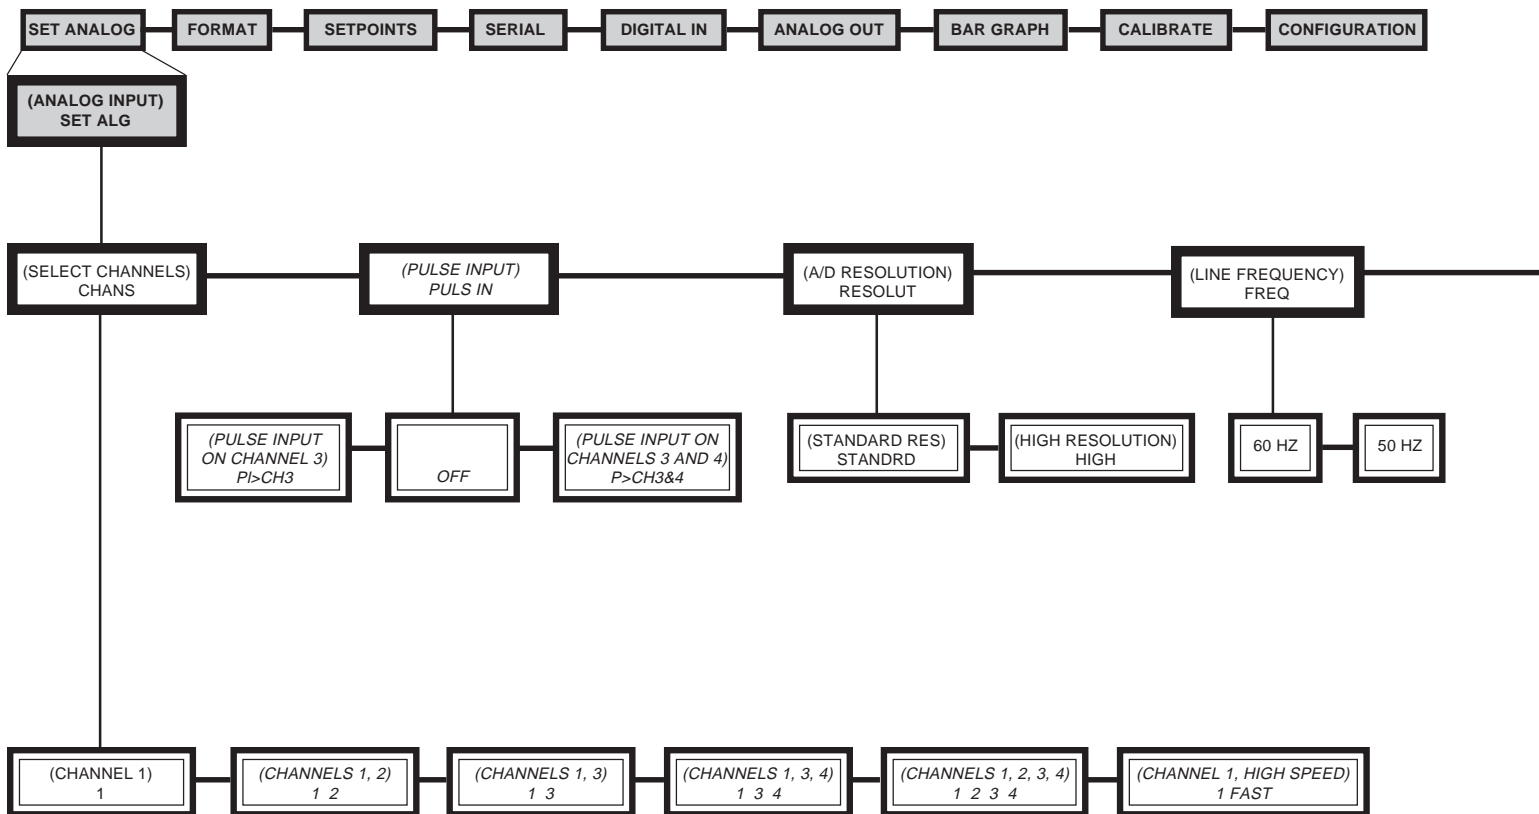 SET ANALOG
FORMAT
SETPOINTS
SERIAL
DIGITAL IN
ANALOG OUT
BAR GRAPH
CALIBRATE
CONFIGURATION
(ANALOG INPUT)
SET ALG
(SELECT CHANNELS)
CHANS
(PULSE INPUT)
PULS IN
(A/D RESOLUTION)
RESOLUT
(LINE FREQUENCY)
FREQ
(PULSE INPUT
ON CHANNEL 3)
PI>CH3
OFF
(PULSE INPUT ON
CHANNELS 3 AND 4)
P>CH3&4
(STANDARD RES)
STANDRD
(HIGH RESOLUTION)
HIGH
60 HZ
50 HZ
(CHANNEL 1)
1
(CHANNELS 1, 2)
1 2
(CHANNELS 1, 3)
1 3
(CHANNELS 1, 3, 4)
1 3 4
(CHANNELS 1, 2, 3, 4)
1 2 3 4
(CHANNEL 1, HIGH SPEED)
1 FAST